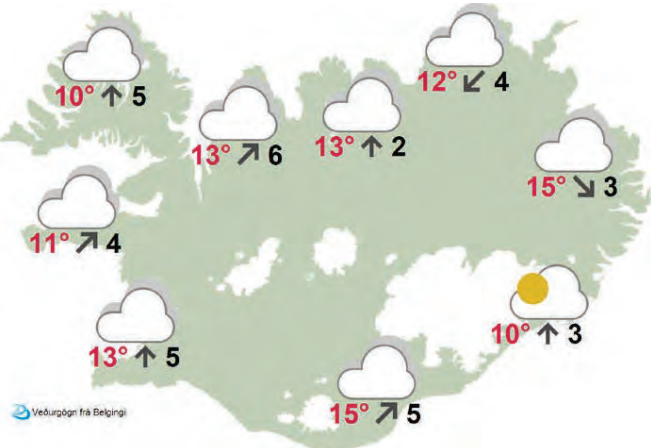 12° ↙ 4
10° ↑ 5
13° ↗ 6
13° ↑ 2
15° ↘ 3
11° ↗ 4
10° ↑ 3
13° ↑ 5
15° ↗ 5
Veðurgögn frá Belgingi